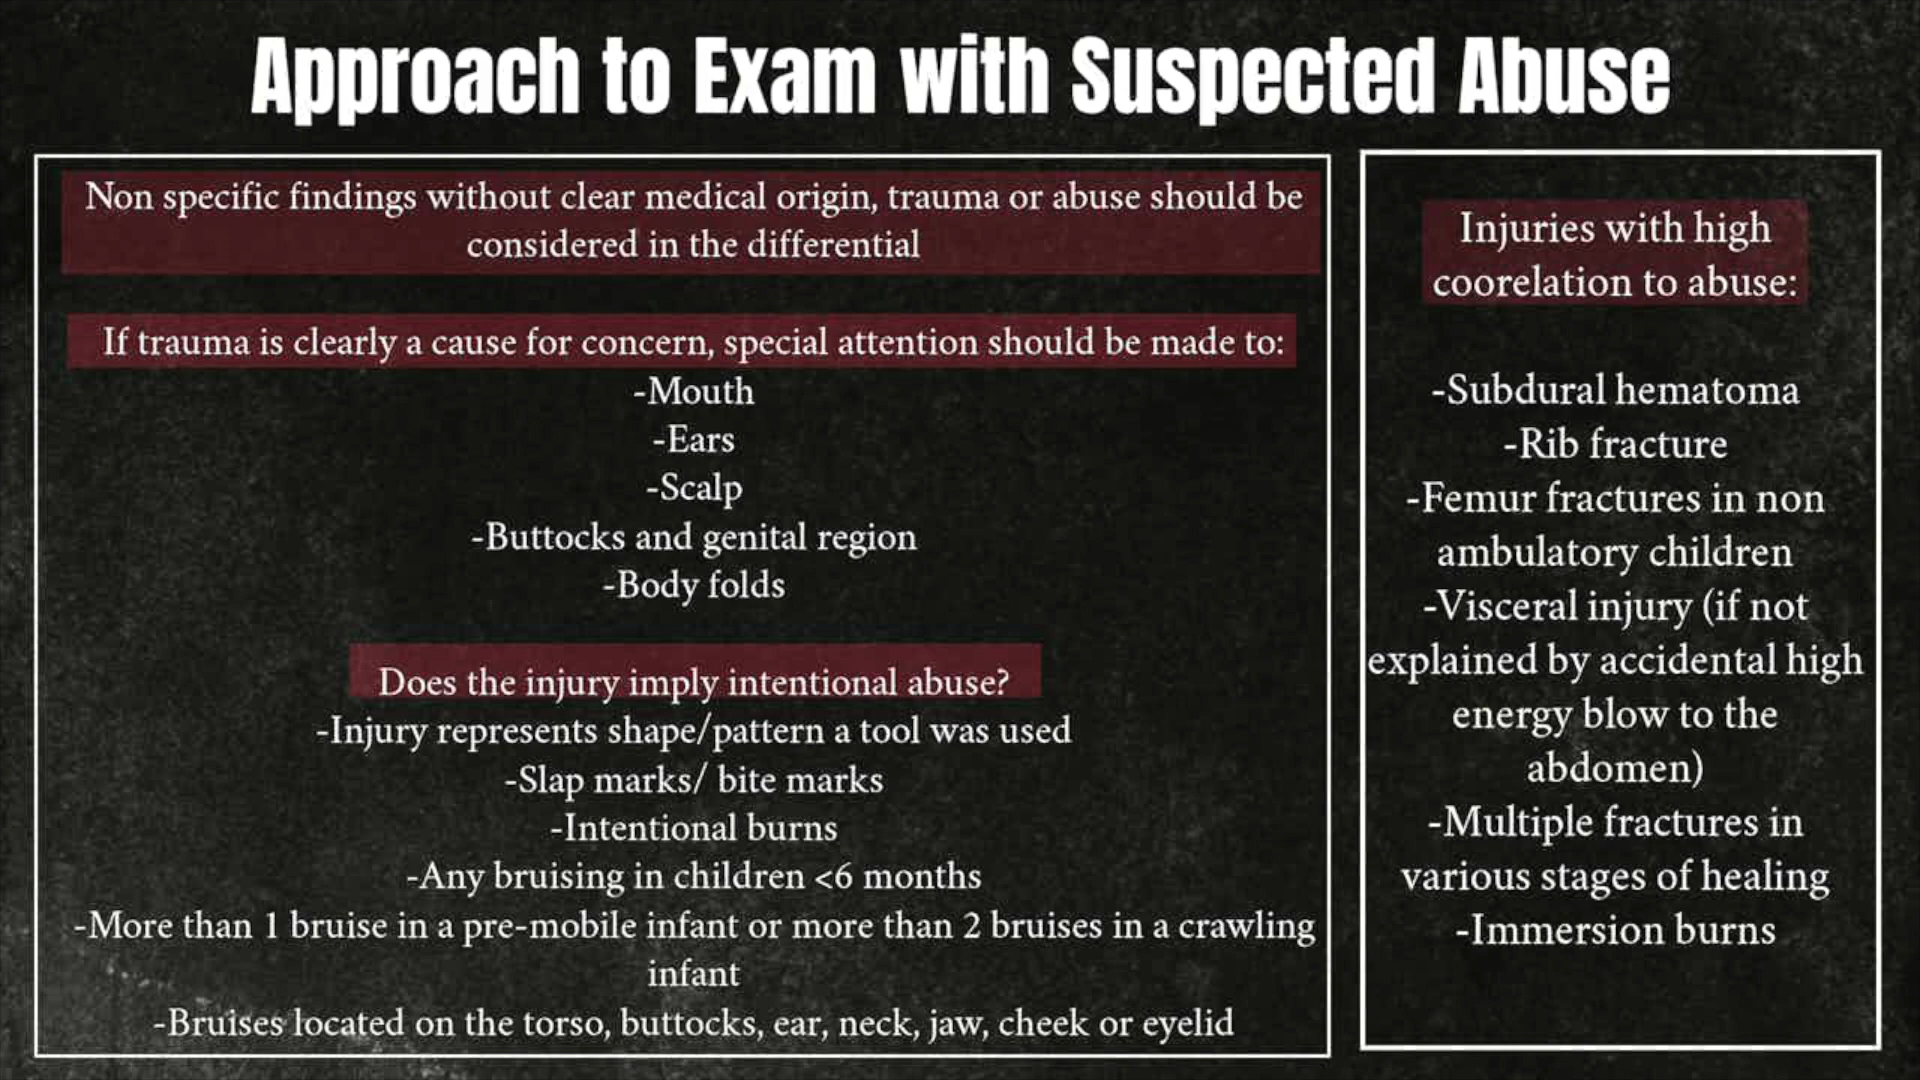 Approach to Exam with Suspected Abuse
Non specific findings without clear medical origin, trauma or abuse should be
considered in the differential
If trauma is clearly a cause for concern, special attention should be made to:
-Mouth
-Ears
-Scalp
-Buttocks and genital region
-Body folds
Does the injury imply intentional abuse?
-Injury represents shape/pattern a tool was used
-Slap marks/ bite marks
-Intentional burns
-Any bruising in children <6 months
-More than 1 bruise in a pre-mobile infant or more than 2 bruises in a crawling
infant
-Bruises located on the torso, buttocks, ear, neck, jaw, cheek or eyelid
Injuries with high
coorelation to abuse:
-Subdural hematoma
-Rib fracture
-Femur fractures in non
ambulatory children
-Visceral injury (if not
explained by accidental high
energy blow to the
abdomen)
-Multiple fractures in
various stages of healing
-Immersion burns